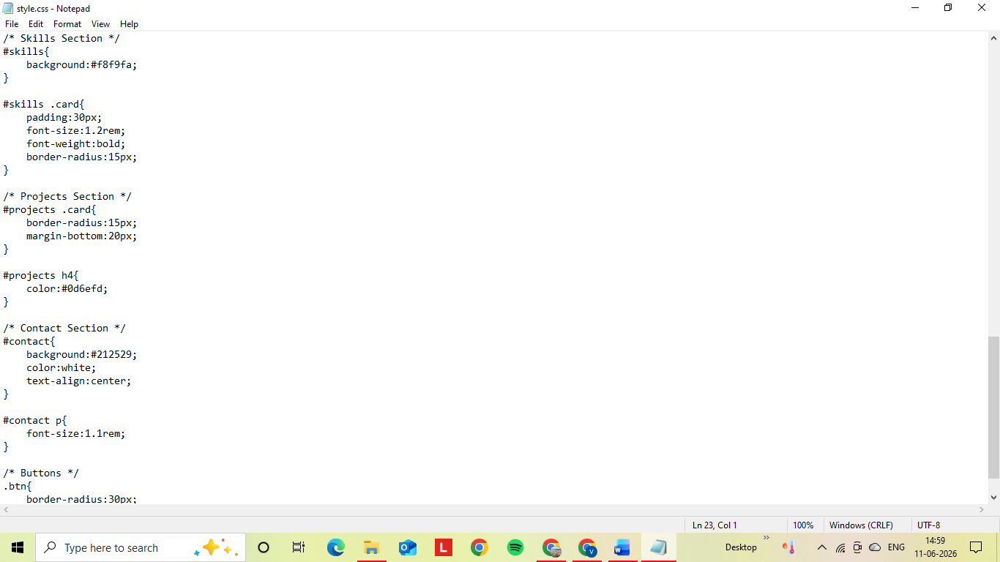 style.css - Notepad
File Edit Format View Help
/* Skills Section */
#skills{
    background:#f8f9fa;
}

#skills .card{
    padding:30px;
    font-size:1.2rem;
    font-weight:bold;
    border-radius:15px;
}

/* Projects Section */
#projects .card{
    border-radius:15px;
    margin-bottom:20px;
}

#projects h4{
    color:#0d6efd;
}

/* Contact Section */
#contact{
    background:#212529;
    color:white;
    text-align:center;
}

#contact p{
    font-size:1.1rem;
}

/* Buttons */
.btn{
    border-radius:30px;
Ln 23, Col 1 100% Windows (CRLF) UTF-8
Type here to search L V W Desktop ENG 14:59
11-06-2026